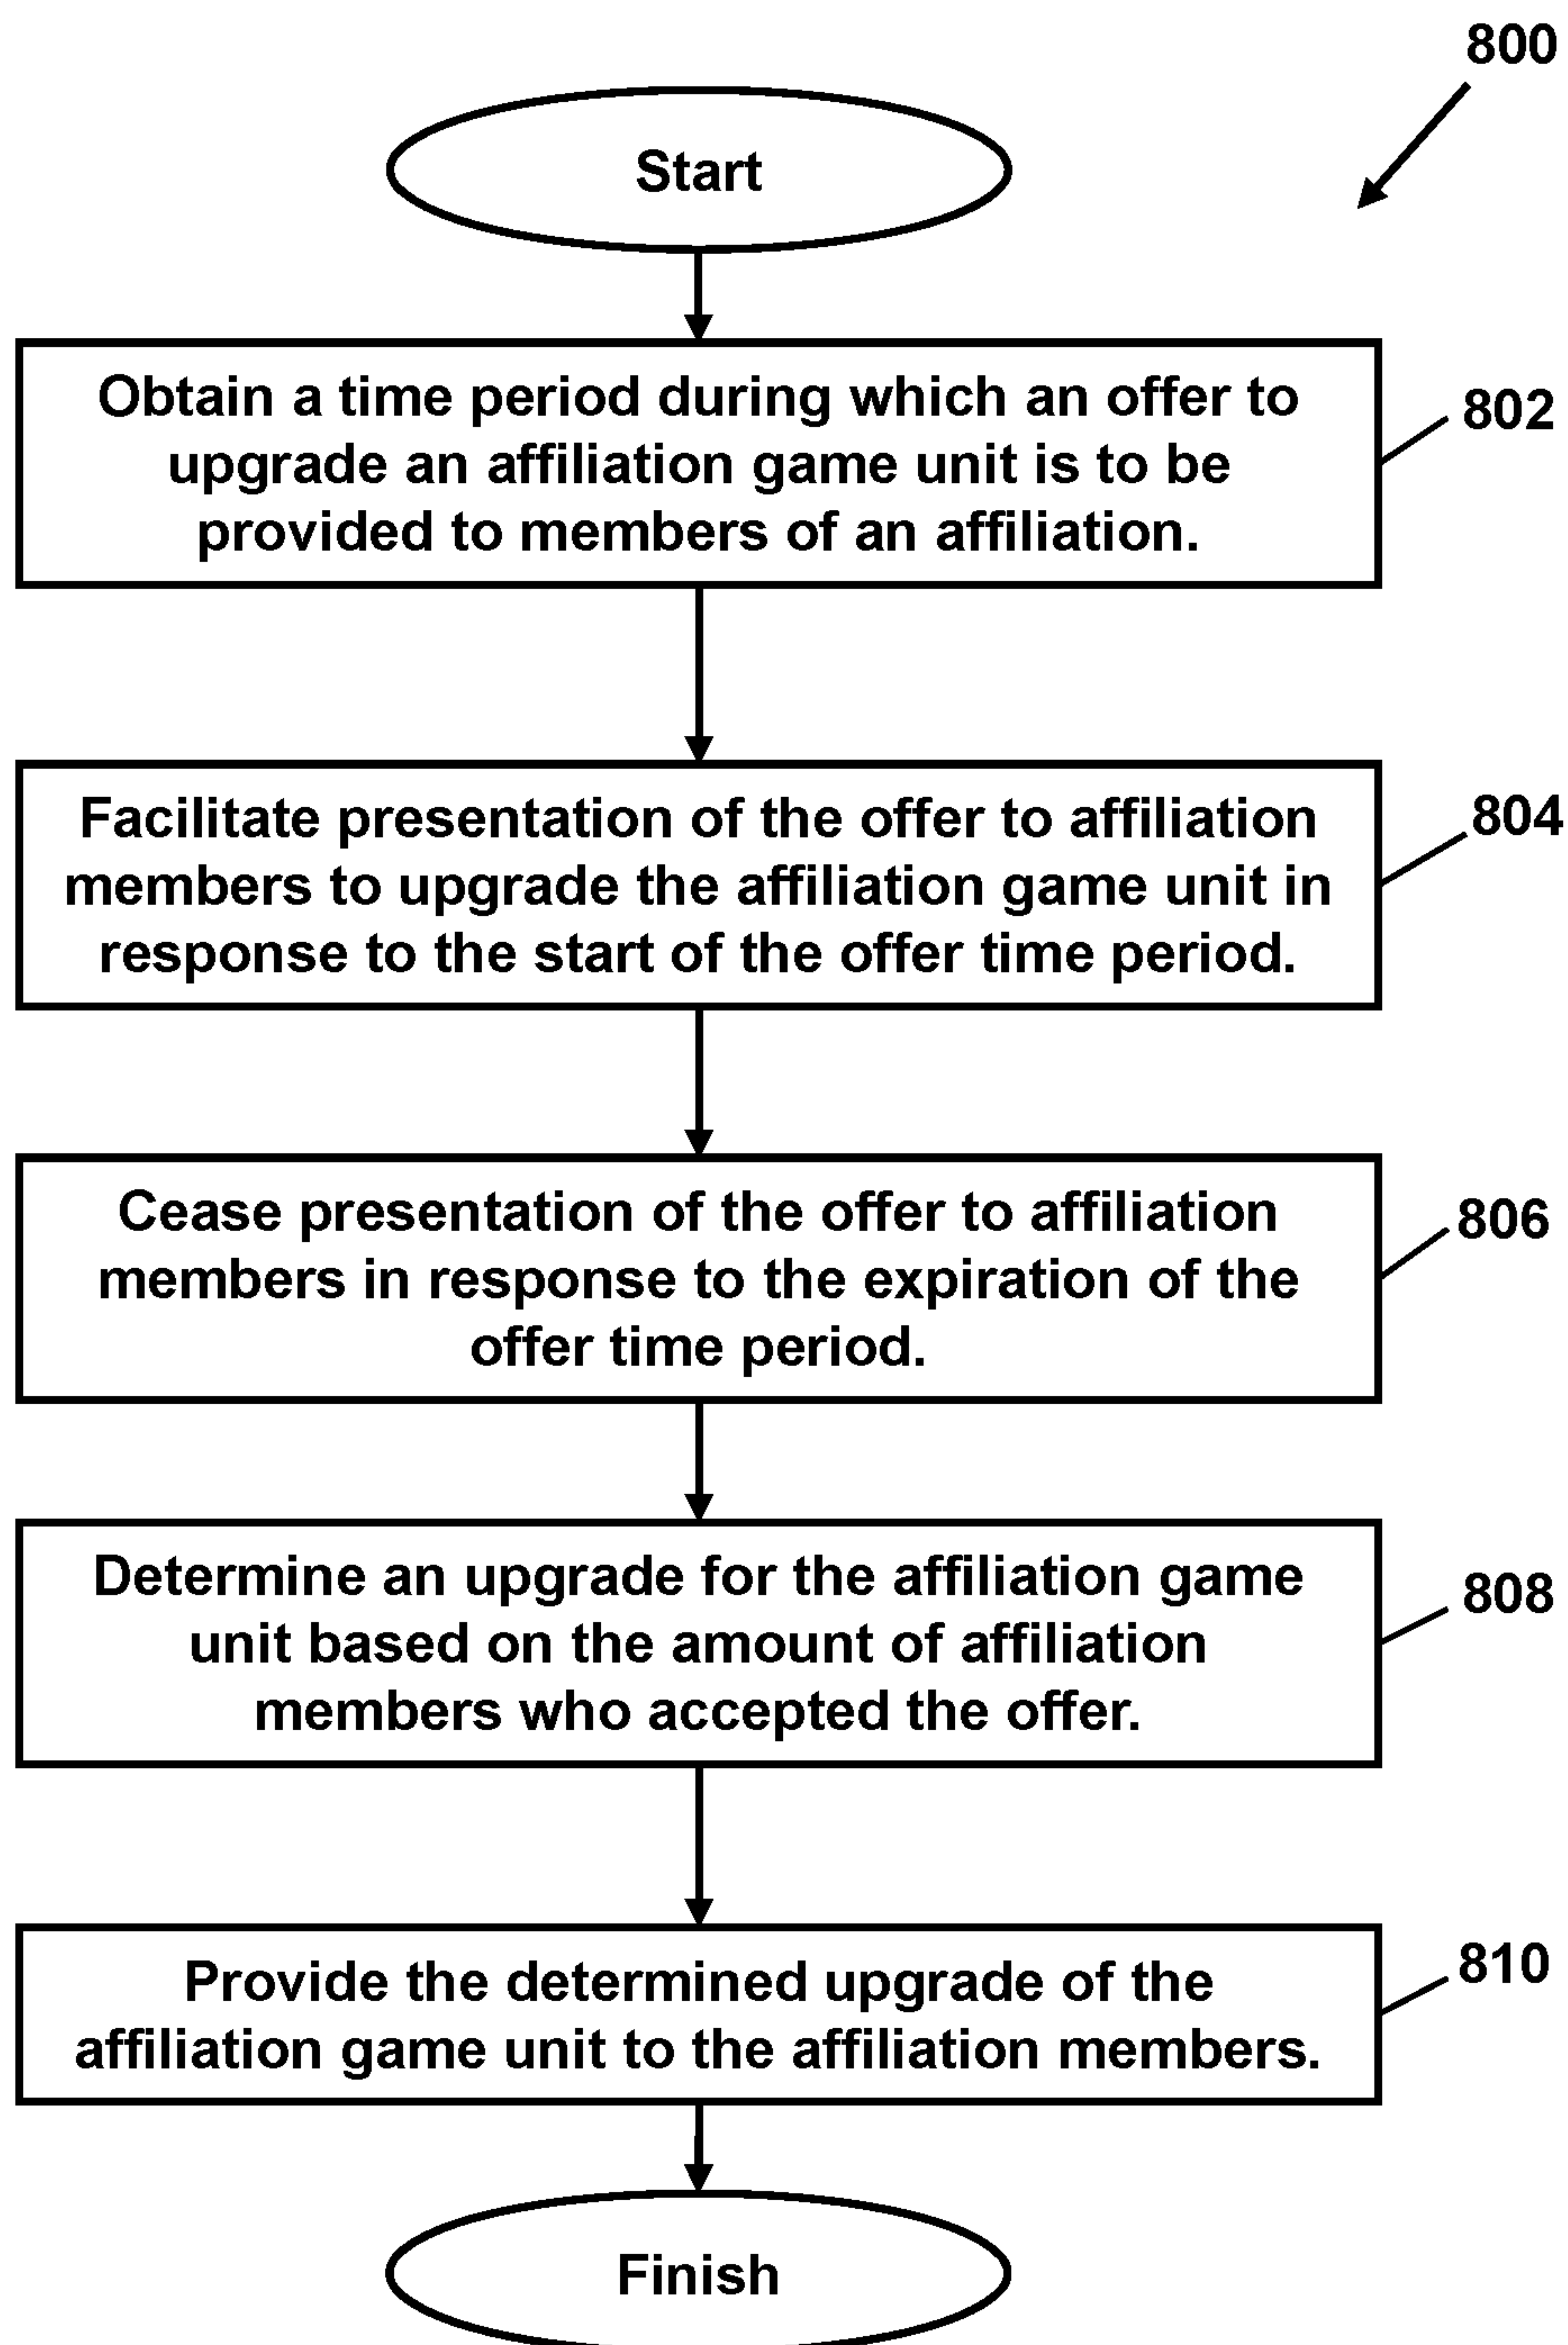 800
Start
Obtain a time period during which an offer to
upgrade an affiliation game unit is to be
provided to members of an affiliation.
802
Facilitate presentation of the offer to affiliation
members to upgrade the affiliation game unit in
response to the start of the offer time period.
804
Cease presentation of the offer to affiliation
members in response to the expiration of the
offer time period.
806
Determine an upgrade for the affiliation game
unit based on the amount of affiliation
members who accepted the offer.
808
Provide the determined upgrade of the
affiliation game unit to the affiliation members.
810
Finish